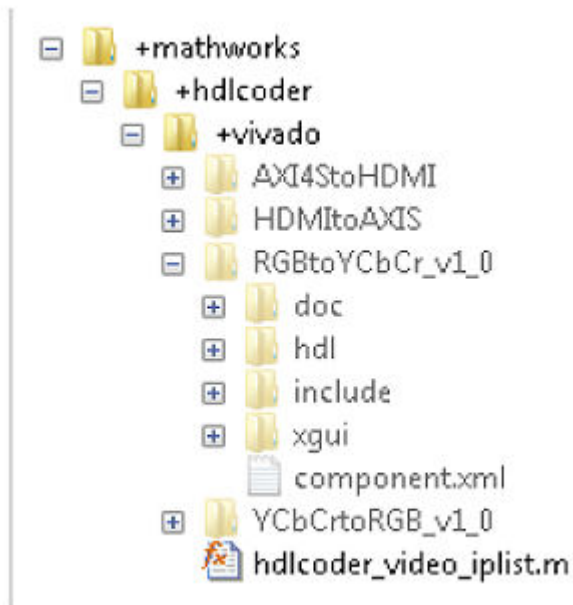 +mathworks
+hdlcoder
+vivado
AXI4StoHDMI
HDMItoAXIS
RGBtoYCbCr_v1_0
doc
hdl
include
xgui
component.xml
YCbCrtoRGB_v1_0
hdlcoder_video_iplist.m